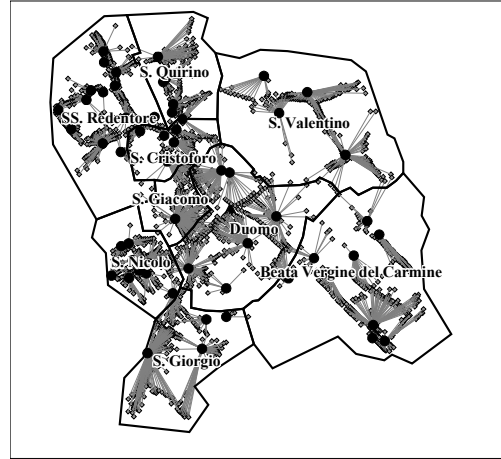 S. Quirino
SS. Redentore
S. Valentino
S. Cristoforo
S. Giacomo
Duomo
S. Nicolò
Beata Vergine del Carmine
S. Giorgio